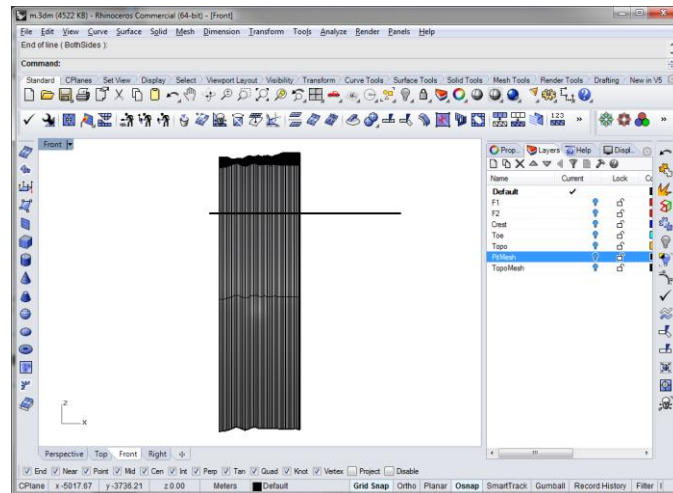 m.3dm (4522 KB) - Rhinoceros Commercial (64-bit) - [Front]
File Edit View Curve Surface Solid Mesh Dimension Transform Tools Analyze Render Panels Help
End of line ( BothSides ):
Command:
Standard CPlanes Set View Display Select Viewport Layout Visibility Transform Curve Tools Surface Tools Solid Tools Mesh Tools Render Tools Drafting New in V5
123
Front
Prop... Layers Help Displ...
Name Current Lock Co
Default
F1
F2
Crest
Toe
Topo
PitMesh
TopoMesh
z
x
Perspective Top Front Right
End Near Point Mid Cen Int Perp Tan Quad Knot Vertex Project Disable
CPlane x -5017.67 y -3736.21 z 0.00 Meters Default Grid Snap Ortho Planar Osnap SmartTrack Gumball Record History Filter